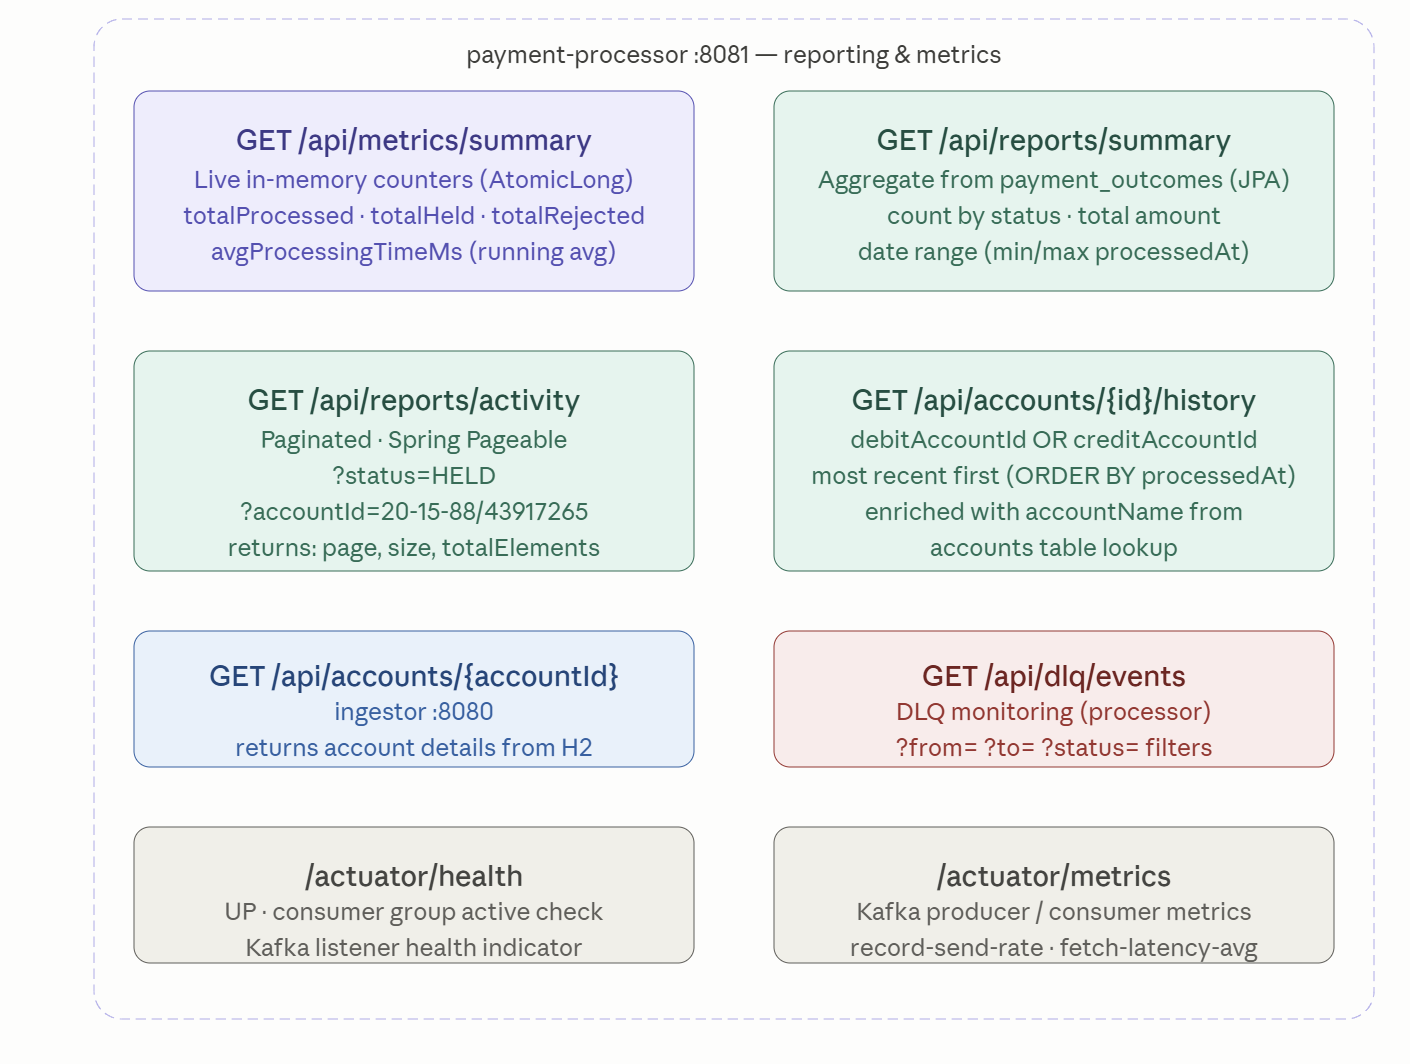 payment-processor :8081 — reporting & metrics
GET /api/metrics/summary
Live in-memory counters (AtomicLong)
totalProcessed · totalHeld · totalRejected
avgProcessingTimeMs (running avg)
GET /api/reports/summary
Aggregate from payment_outcomes (JPA)
count by status · total amount
date range (min/max processedAt)
GET /api/reports/activity
Paginated · Spring Pageable
?status=HELD
?accountId=20-15-88/43917265
returns: page, size, totalElements
GET /api/accounts/{id}/history
debitAccountId OR creditAccountId
most recent first (ORDER BY processedAt)
enriched with accountName from
accounts table lookup
GET /api/accounts/{accountId}
ingestor :8080
returns account details from H2
GET /api/dlq/events
DLQ monitoring (processor)
?from= ?to= ?status= filters
/actuator/health
UP · consumer group active check
Kafka listener health indicator
/actuator/metrics
Kafka producer / consumer metrics
record-send-rate · fetch-latency-avg